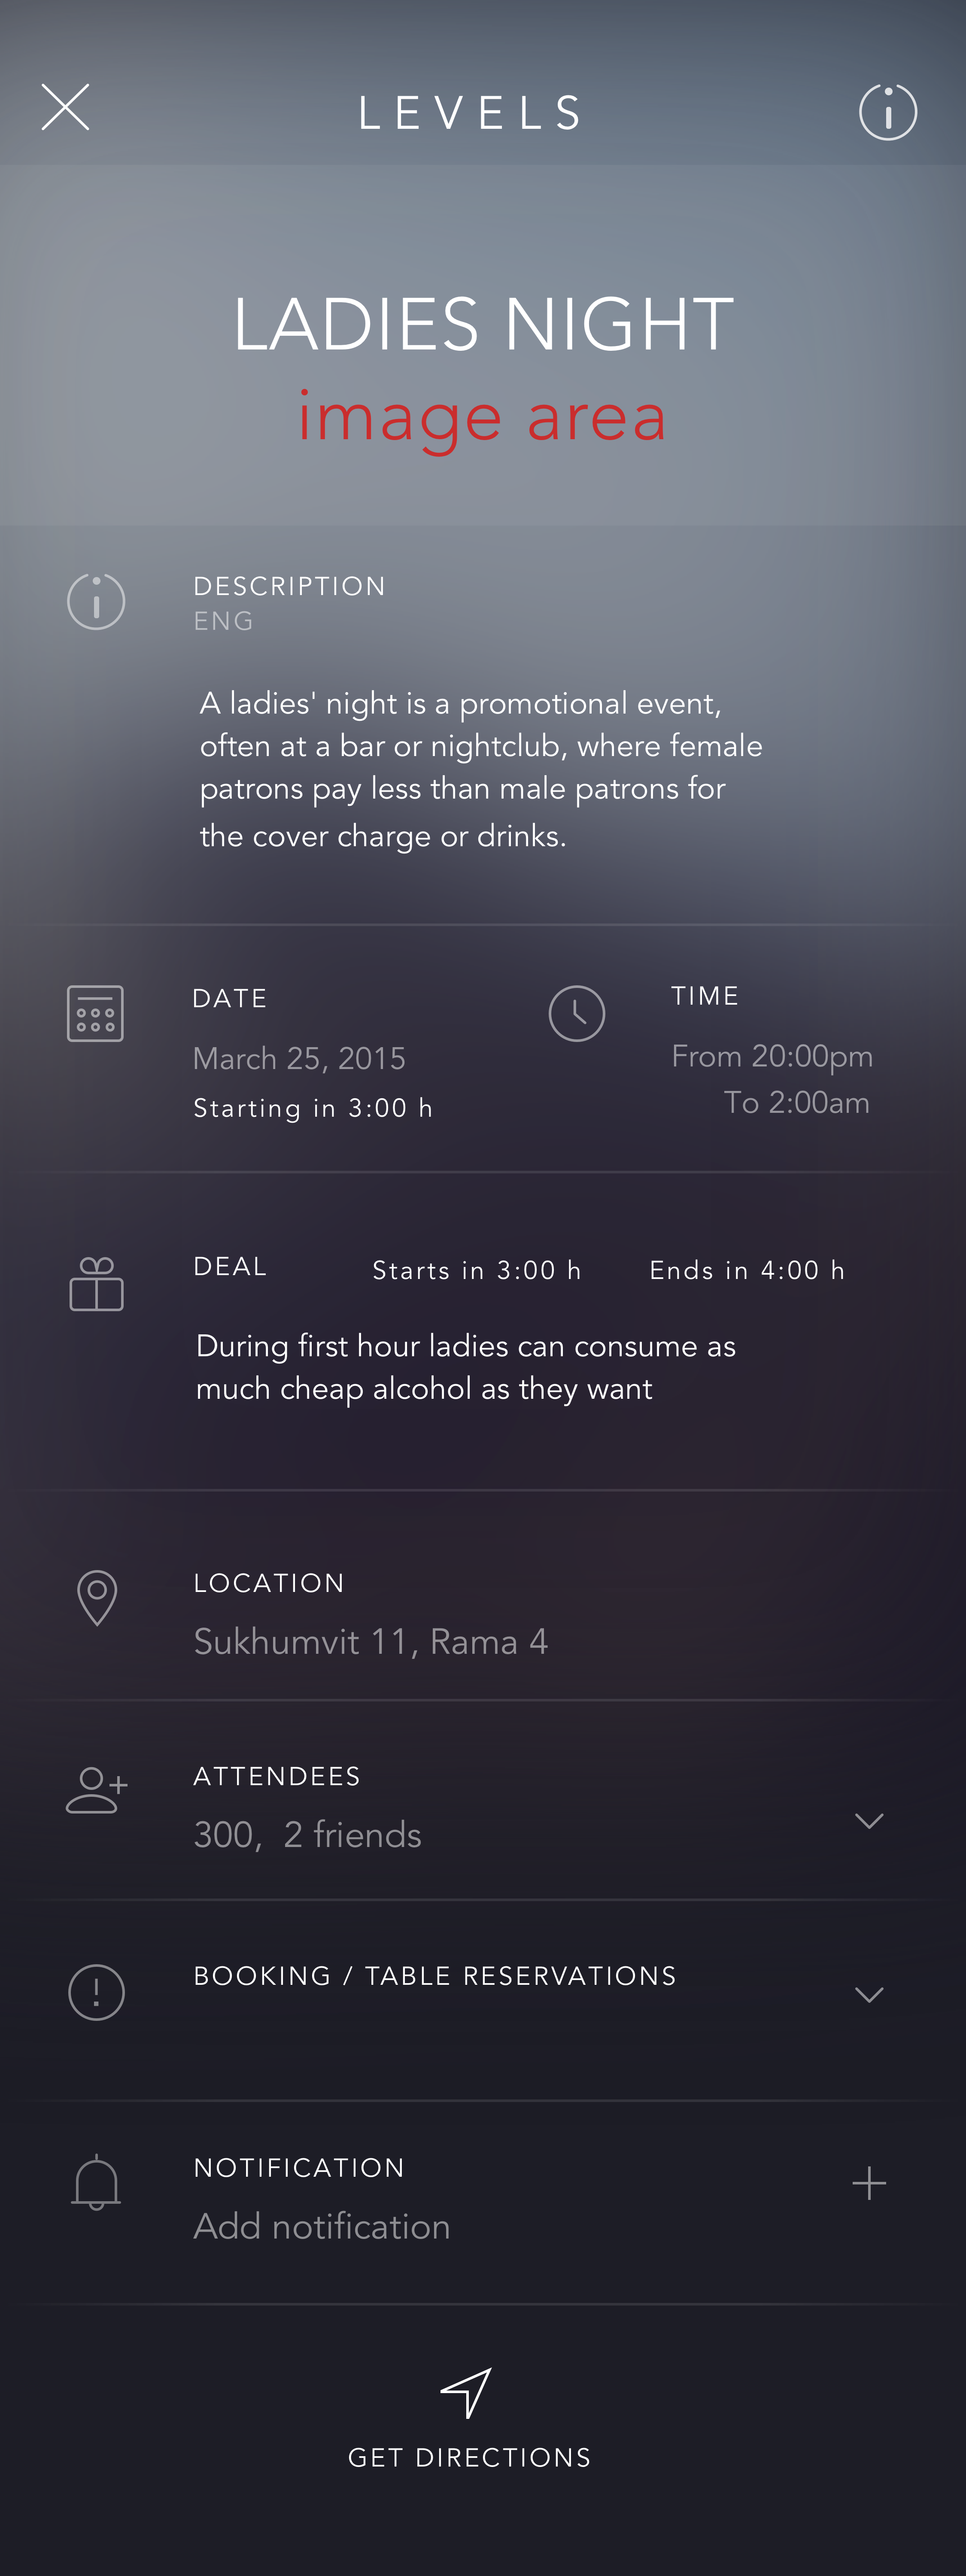 LEVELS
LADIES NIGHT
image area
DESCRIPTION
ENG
A ladies' night is a promotional event,
often at a bar or nightclub, where female
patrons pay less than male patrons for
the cover charge or drinks.
DATE
March 25, 2015
Starting in 3:00 h
TIME
From 20:00pm
To 2:00am
DEAL
Starts in 3:00 h
Ends in 4:00 h
During first hour ladies can consume as
much cheap alcohol as they want
LOCATION
Sukhumvit 11, Rama 4
ATTENDEES
300,  2 friends
BOOKING / TABLE RESERVATIONS
NOTIFICATION
Add notification
GET DIRECTIONS